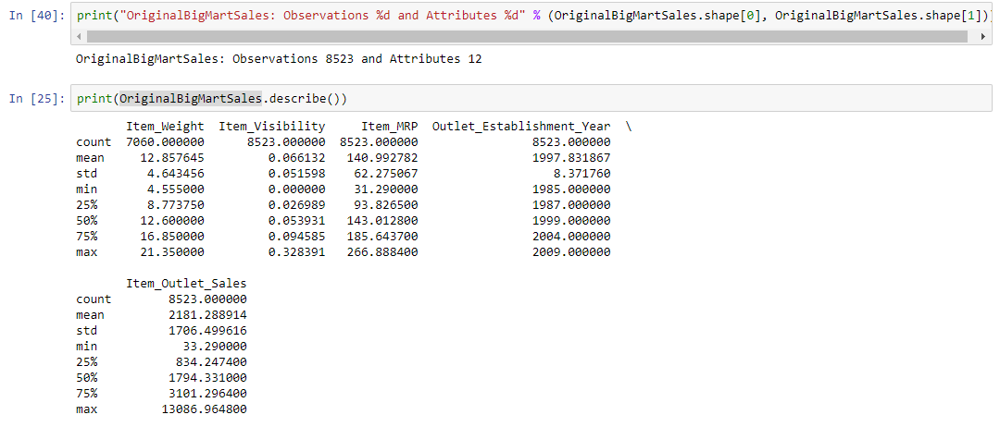 In [40]: print("OriginalBigMartSales: Observations %d and Attributes %d" % (OriginalBigMartSales.shape[0], OriginalBigMartSales.shape[1]))
OriginalBigMartSales: Observations 8523 and Attributes 12
In [25]: print(OriginalBigMartSales.describe())
Item_Weight Item_Visibility Item_MRP Outlet_Establishment_Year \
count 7060.000000 8523.000000 8523.000000 8523.000000
mean 12.857645 0.066132 140.992782 1997.831867
std 4.643456 0.051598 62.275067 8.371760
min 4.555000 0.000000 31.290000 1985.000000
25% 8.773750 0.026989 93.826500 1987.000000
50% 12.600000 0.053931 143.012800 1999.000000
75% 16.850000 0.094585 185.643700 2004.000000
max 21.350000 0.328391 266.888400 2009.000000
Item_Outlet_Sales
count 8523.000000
mean 2181.288914
std 1706.499616
min 33.290000
25% 834.247400
50% 1794.331000
75% 3101.296400
max 13086.964800